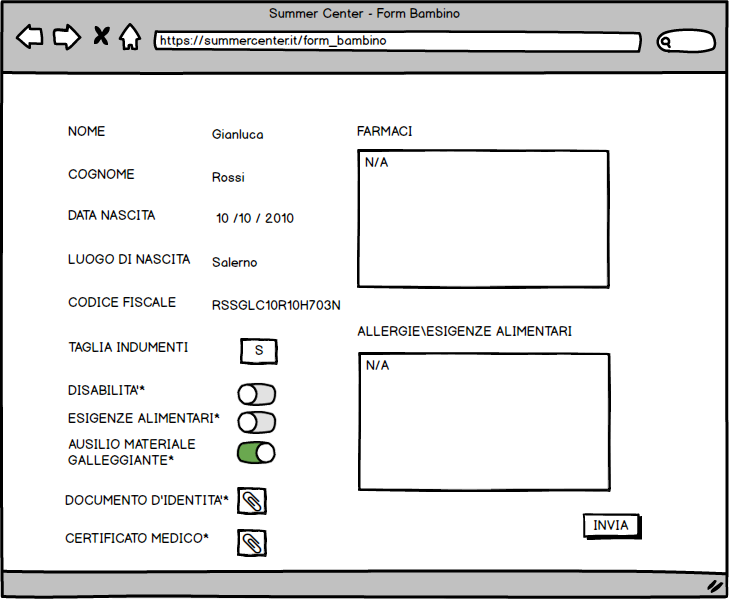 Summer Center - Form Bambino
https://summercenter.it/form_bambino
NOME
Gianluca
COGNOME
Rossi
DATA NASCITA
10 /10 / 2010
LUOGO DI NASCITA
Salerno
CODICE FISCALE
RSSGLC10R10H703N
TAGLIA INDUMENTI
S
DISABILITA'*
ESIGENZE ALIMENTARI*
AUSILIO MATERIALE
GALLEGGIANTE*
DOCUMENTO D'IDENTITA'*
CERTIFICATO MEDICO*
FARMACI
N/A
ALLERGIE\ESIGENZE ALIMENTARI
N/A
INVIA